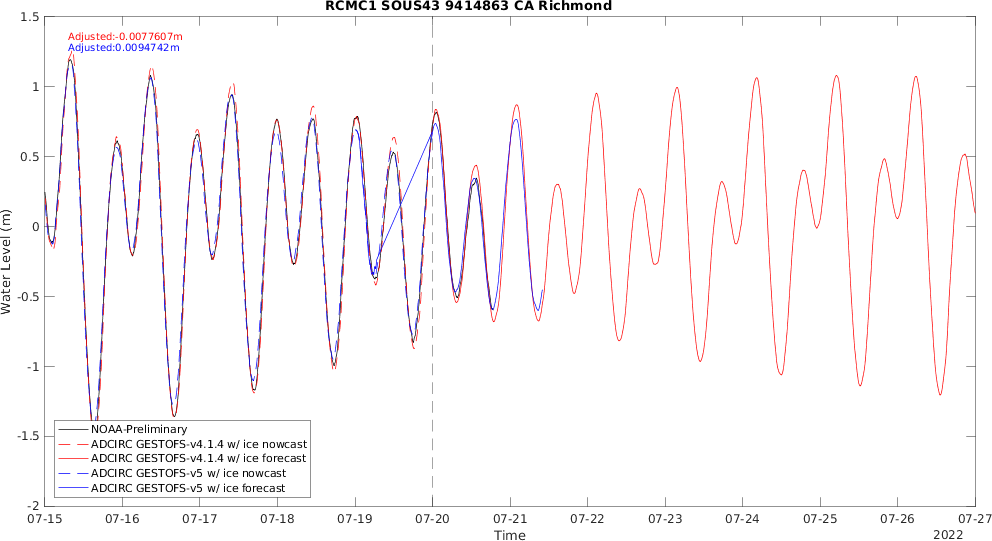 RCMC1 SOUS43 9414863 CA Richmond
Adjusted:-0.0077607m
Adjusted:0.0094742m
1.5
1
0.5
0
-0.5
-1
-1.5
-2
Water Level (m)
NOAA-Preliminary
ADCIRC GESTOFS-v4.1.4 w/ ice nowcast
ADCIRC GESTOFS-v4.1.4 w/ ice forecast
ADCIRC GESTOFS-v5 w/ ice nowcast
ADCIRC GESTOFS-v5 w/ ice forecast
07-15 07-16 07-17 07-18 07-19 07-20 07-21 07-22 07-23 07-24 07-25 07-26 07-27
Time
2022